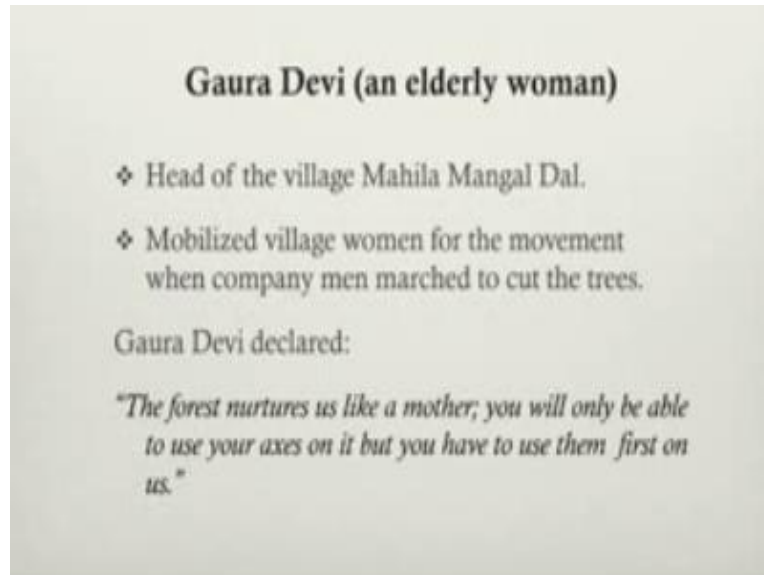 Gaura Devi (an elderly woman)
❖ Head of the village Mahila Mangal Dal.
❖ Mobilized village women for the movement
when company men marched to cut the trees.
Gaura Devi declared:
"The forest nurtures us like a mother; you will only be able
to use your axes on it but you have to use them first on
us."